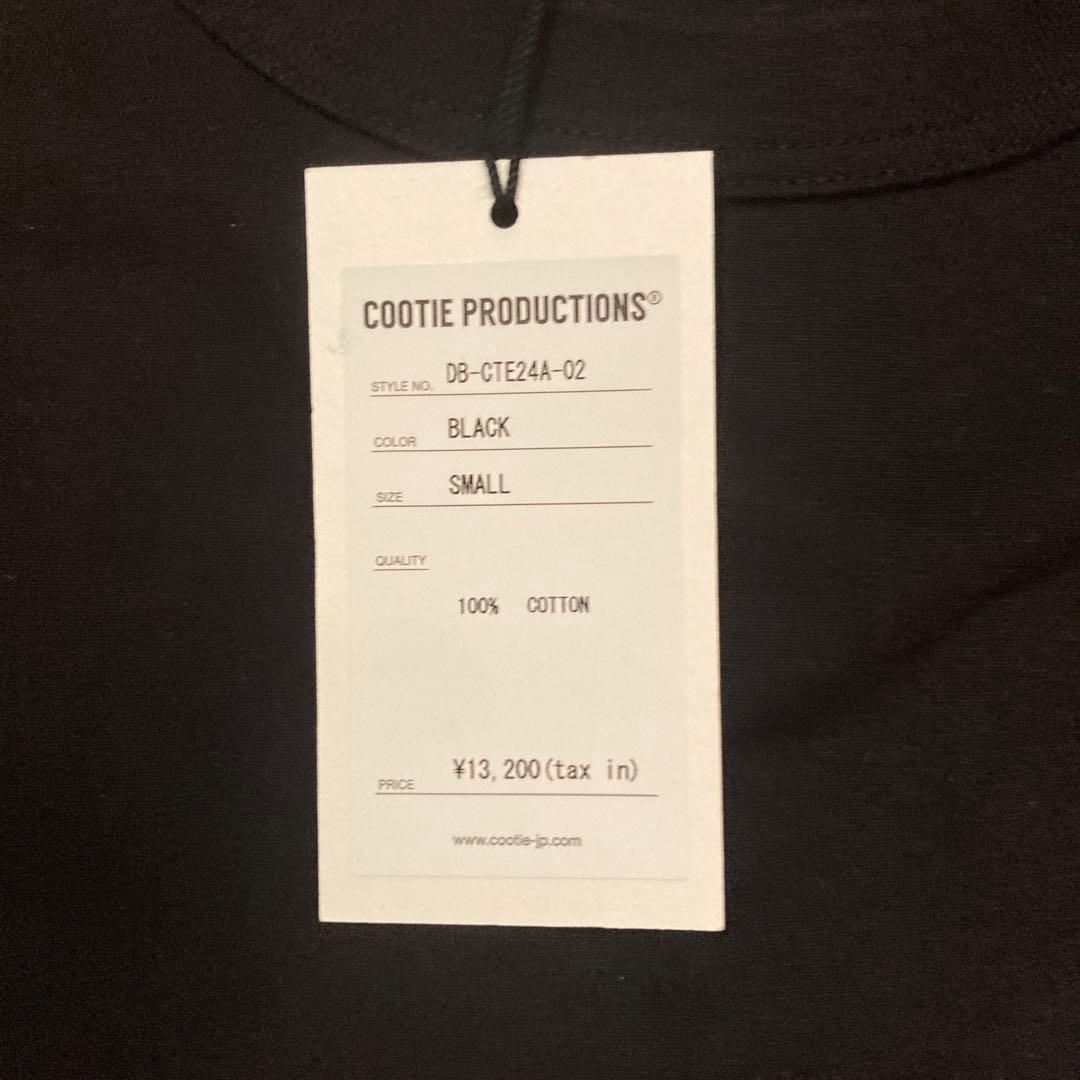 COOTIE PRODUCTIONS®
STYLE NO. DB-CTE24A-02
COLOR BLACK
SIZE SMALL
QUALITY
100% COTTON
PRICE ¥13,200(tax in)
www.cootie-jp.com